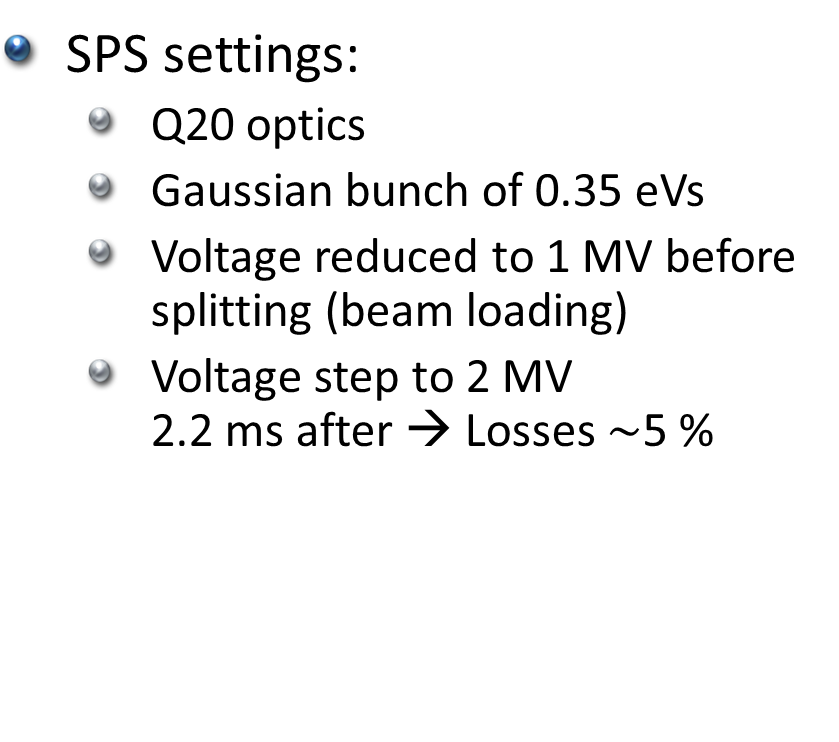 SPS settings:
Q20 optics
Gaussian bunch of 0.35 eVs
Voltage reduced to 1 MV before
splitting (beam loading)
Voltage step to 2 MV
2.2 ms after → Losses ~5 %